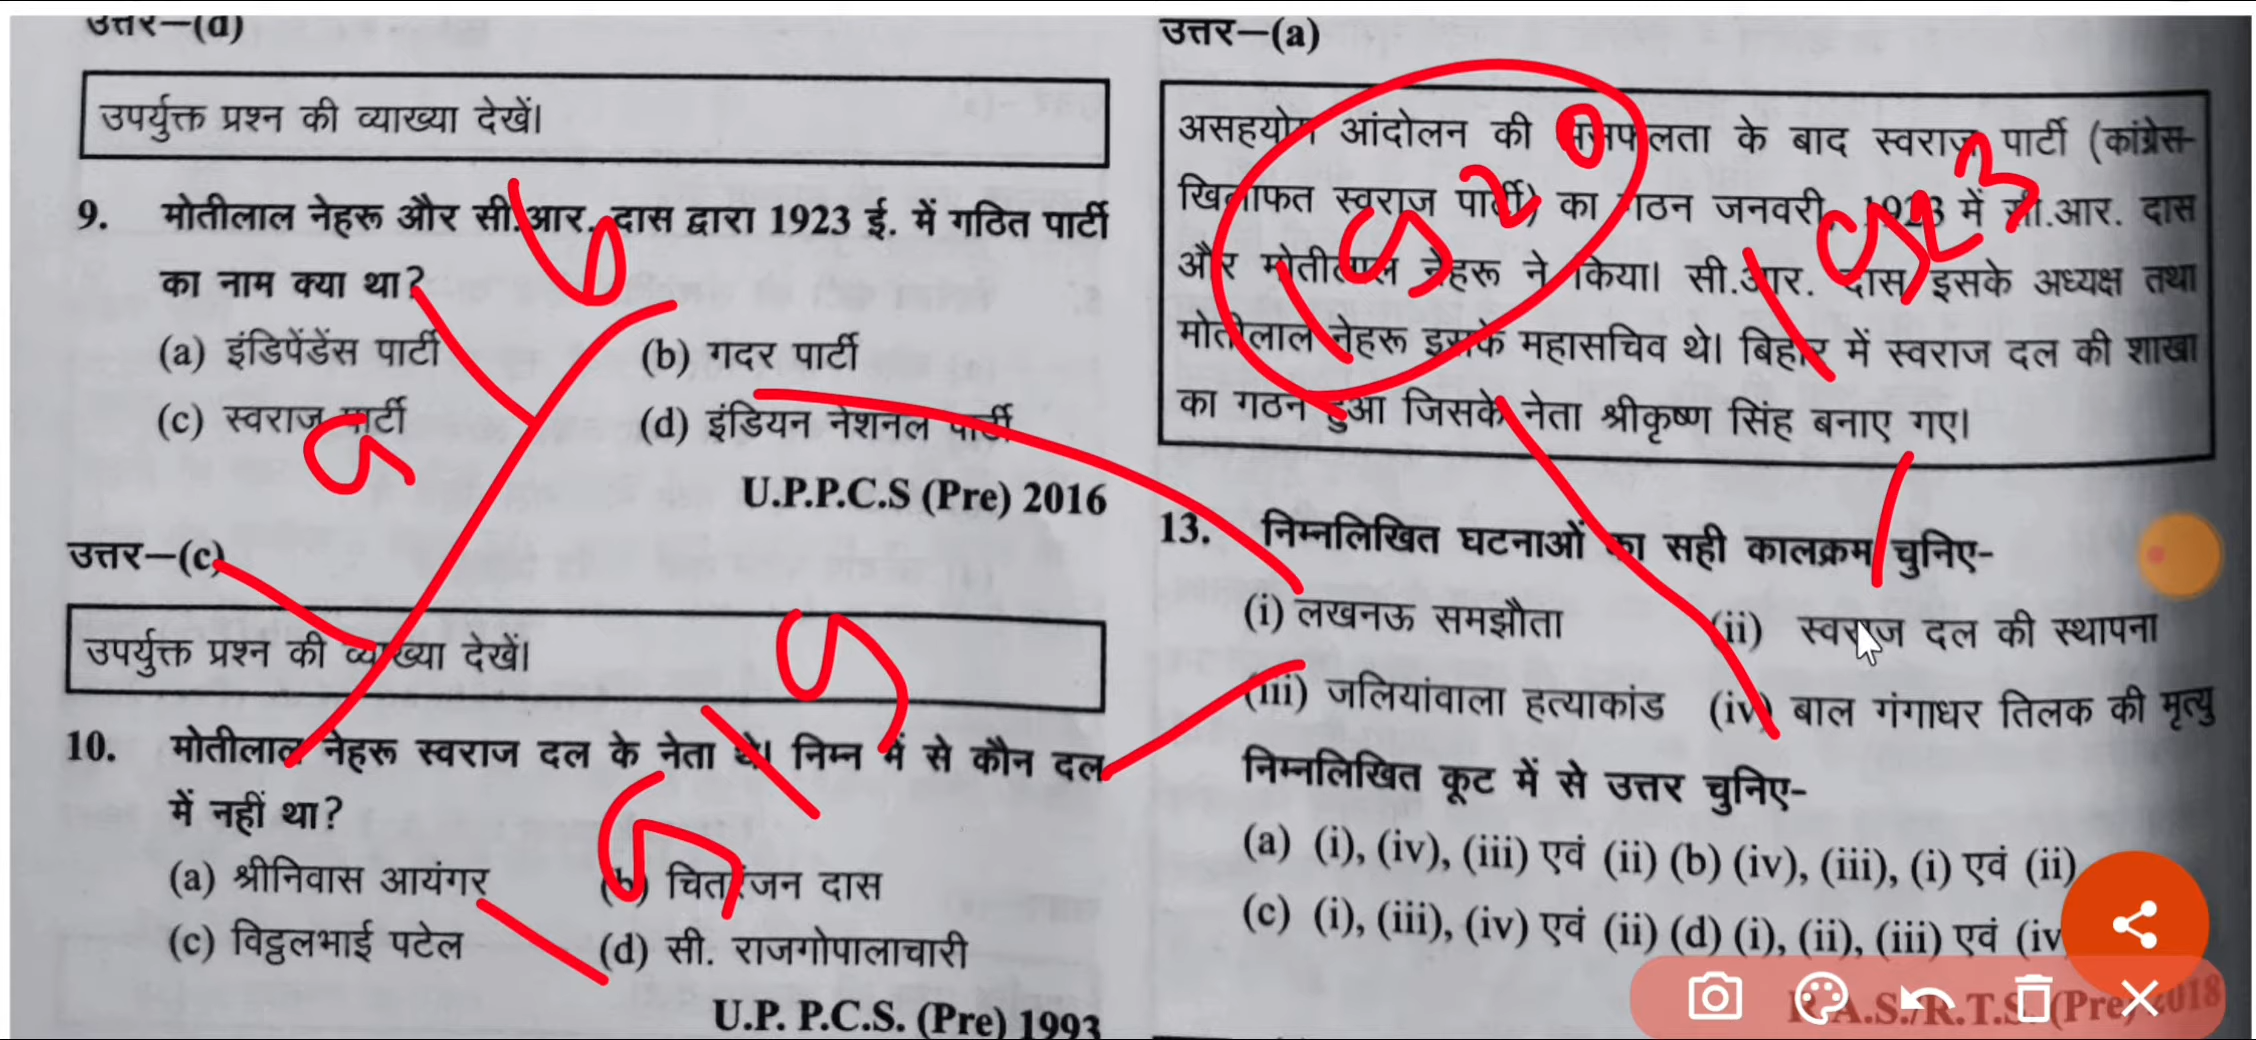 उत्तर–(d)
उपर्युक्त प्रश्न की व्याख्या देखें।
9. मोतीलाल नेहरू और सी.आर. दास द्वारा 1923 ई. में गठित पार्टी
का नाम क्या था?
(a) इंडिपेंडेंस पार्टी (b) गदर पार्टी
(c) स्वराज पार्टी (d) इंडियन नेशनल पार्टी
U.P.P.C.S (Pre) 2016
उत्तर–(c)
उपर्युक्त प्रश्न की व्याख्या देखें।
10. मोतीलाल नेहरू स्वराज दल के नेता थे। निम्न में से कौन दल
में नहीं था?
(a) श्रीनिवास आयंगर (b) चितरंजन दास
(c) विट्ठलभाई पटेल (d) सी. राजगोपालाचारी
U.P. P.C.S. (Pre) 1993
उत्तर–(a)
असहयोग आंदोलन की असफलता के बाद स्वराज पार्टी (कांग्रेस-
खिलाफत स्वराज पार्टी) का गठन जनवरी, 1923 में सी.आर. दास
और मोतीलाल नेहरू ने किया। सी.आर. दास इसके अध्यक्ष तथा
मोतीलाल नेहरू इसके महासचिव थे। बिहार में स्वराज दल की शाखा
का गठन हुआ जिसके नेता श्रीकृष्ण सिंह बनाए गए।
13. निम्नलिखित घटनाओं का सही कालक्रम चुनिए-
(i) लखनऊ समझौता (ii) स्वराज दल की स्थापना
(iii) जलियांवाला हत्याकांड (iv) बाल गंगाधर तिलक की मृत्यु
निम्नलिखित कूट में से उत्तर चुनिए-
(a) (i), (iv), (iii) एवं (ii) (b) (iv), (iii), (i) एवं (ii)
(c) (i), (iii), (iv) एवं (ii) (d) (i), (ii), (iii) एवं (iv
R.A.S./R.T.S. (Pre) 2018